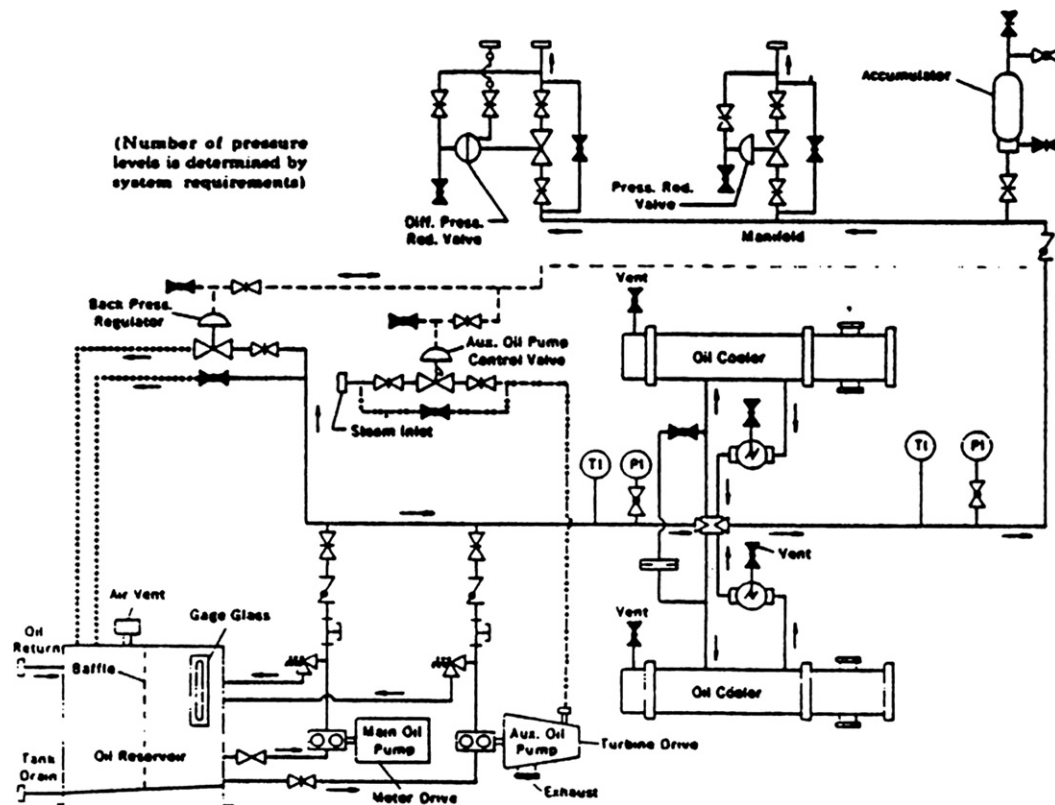 (Number of pressure
levels is determined by
system requirements)
Accumulator
Press. Red.
Valve
Diff. Press.
Red. Valve
Manifold
Back Press.
Regulator
Aux. Oil Pump
Control Valve
Steam Inlet
Vent
Oil Cooler
TI
PI
TI
PI
Vent
Air Vent
Gage Glass
Oil
Return
Baffle
Vent
Oil Cooler
Oil Reservoir
Main Oil
Pump
Aux. Oil
Pump
Turbine Drive
Tank
Drain
Motor Drive
Exhaust